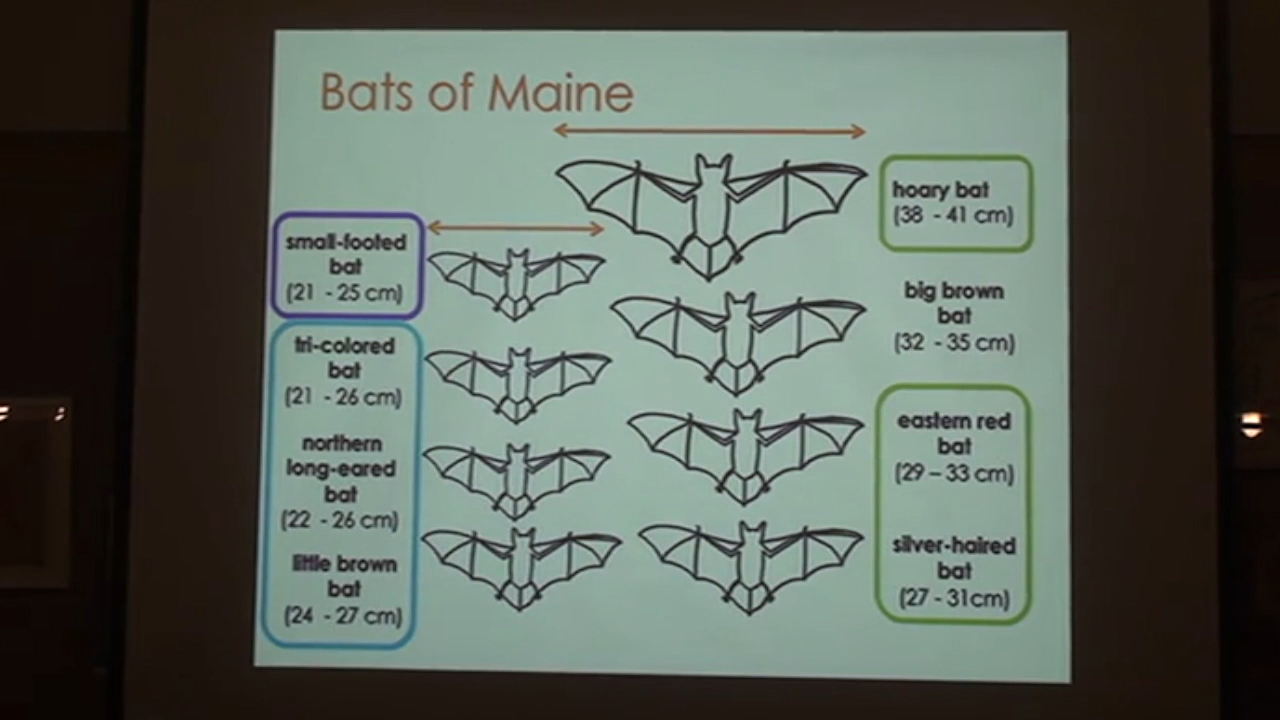 Bats of Maine
small-footed
bat
(21 - 25 cm)
tri-colored
bat
(21 - 26 cm)
northern
long-eared
bat
(22 - 26 cm)
little brown
bat
(24 - 27 cm)
hoary bat
(38 - 41 cm)
big brown
bat
(32 - 35 cm)
eastern red
bat
(29 – 33 cm)
silver-haired
bat
(27 - 31cm)